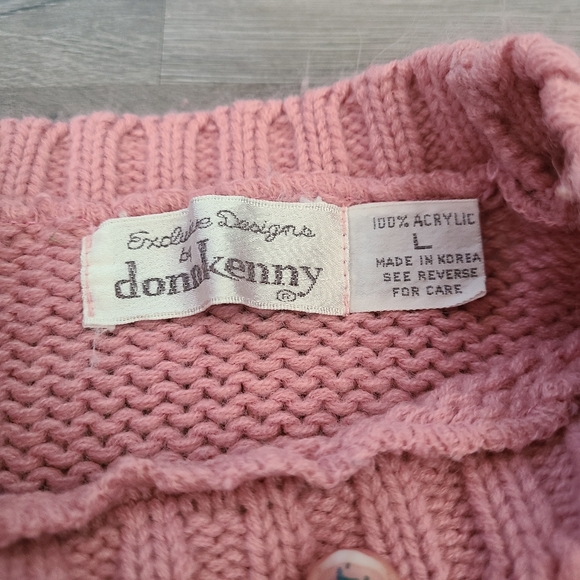 Exclusive Designs
by
donnkenny
®
100% ACRYLIC
L
MADE IN KOREA
SEE REVERSE
FOR CARE